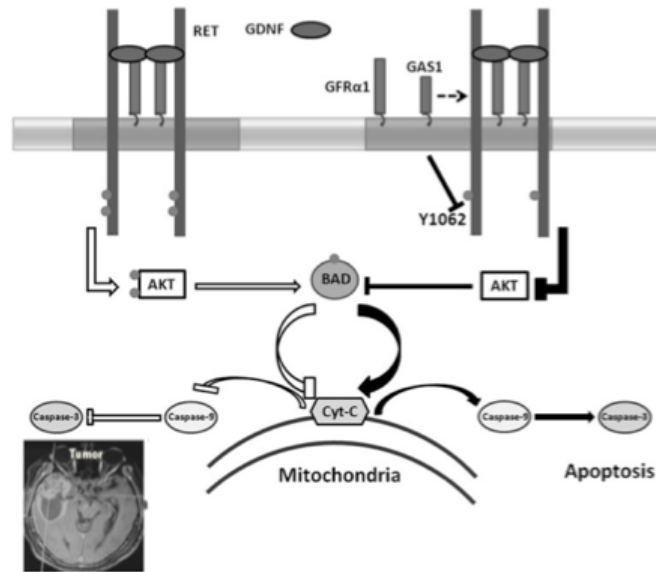 RET
GDNF
GFRα1
GAS1
Y1062
AKT
BAD
AKT
Caspase-3
Caspase-9
Cyt-C
Caspase-9
Caspase-3
Tumor
Mitochondria
Apoptosis